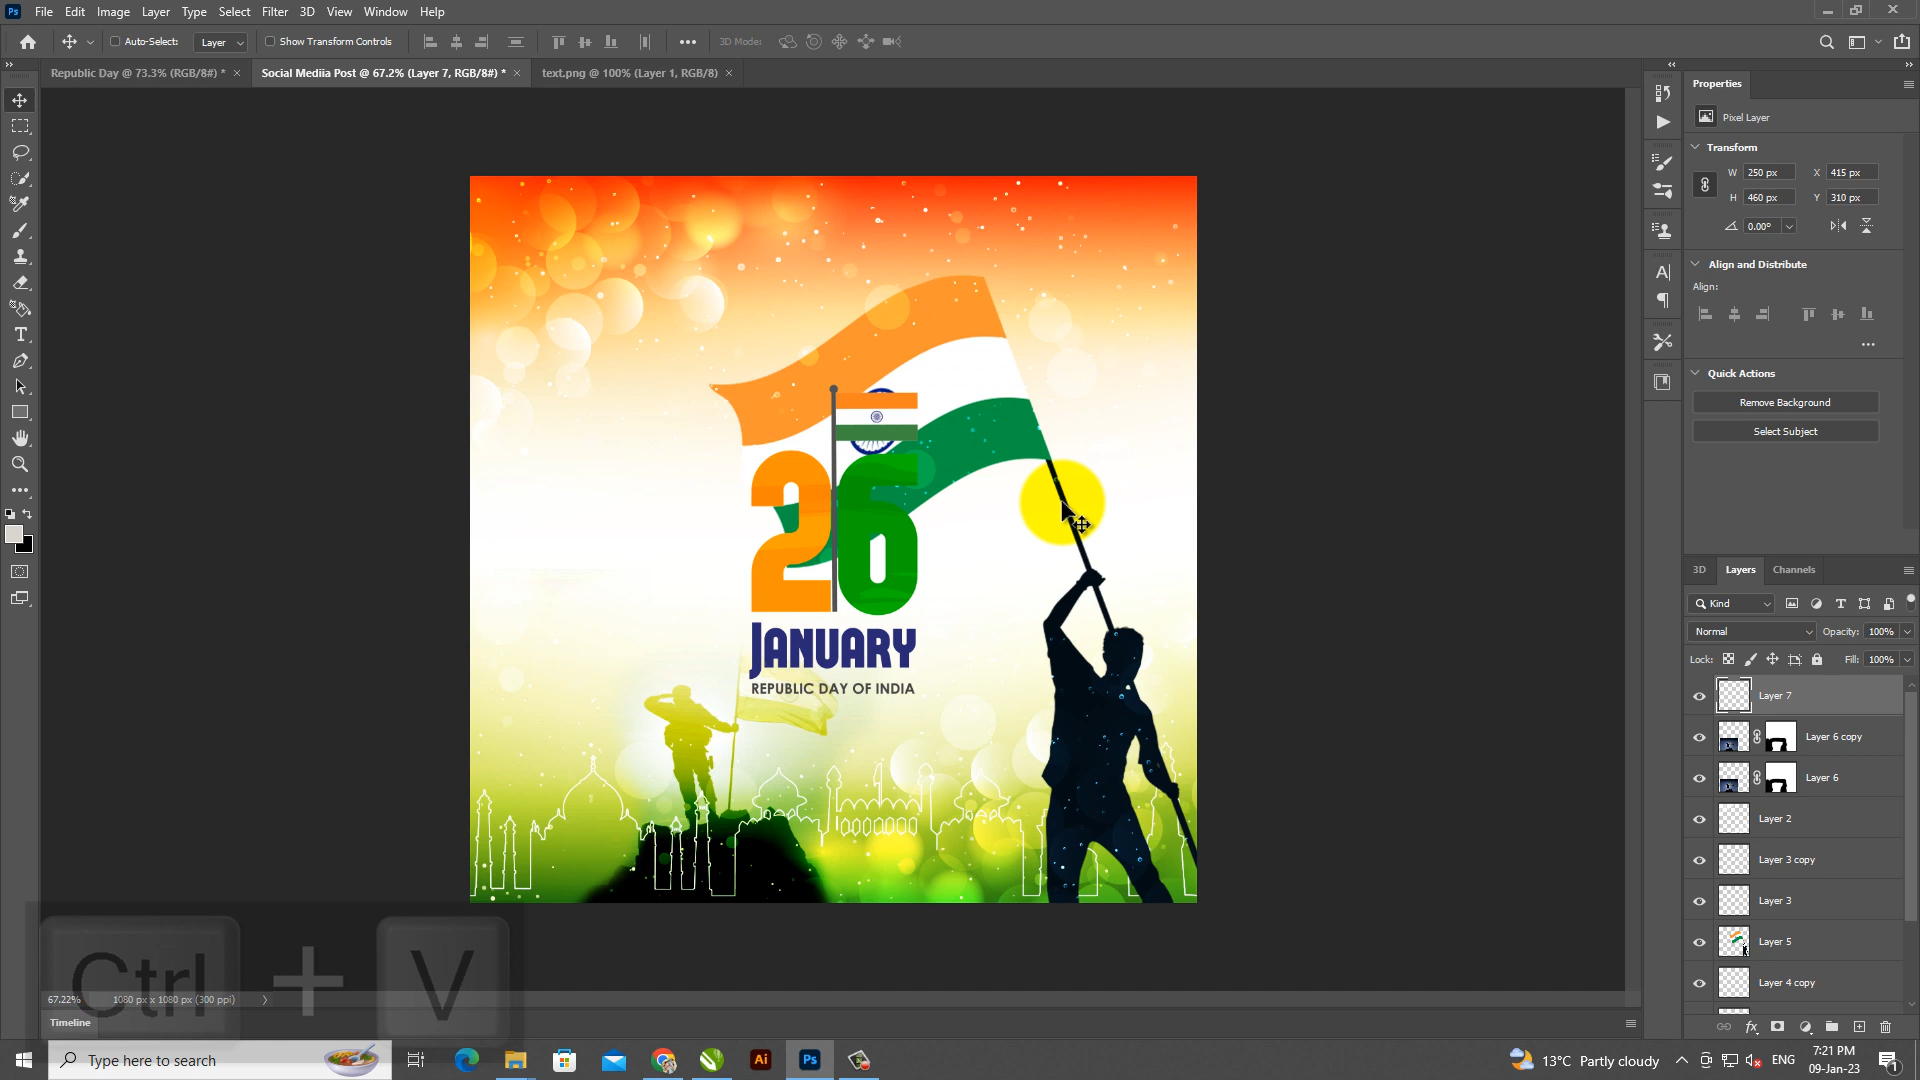 Ps File Edit Image Layer Type Select Filter 3D View Window Help
Auto-Select: Layer Show Transform Controls 3D Mode:
Republic Day @ 73.3% (RGB/8#) * Social Mediia Post @ 67.2% (Layer 7, RGB/8#) * text.png @ 100% (Layer 1, RGB/8)
Properties
Pixel Layer
Transform
W 250 px X 415 px
H 460 px Y 310 px
0.00°
Align and Distribute
Align:
Quick Actions
Remove Background
Select Subject
26
JANUARY
REPUBLIC DAY OF INDIA
3D Layers Channels
Kind
Normal Opacity: 100%
Lock: Fill: 100%
Layer 7
Layer 6 copy
Layer 6
Layer 2
Layer 3 copy
Layer 3
Layer 5
Layer 4 copy
Ctrl + V
67.22% 1080 px x 1080 px (300 ppi)
Timeline
Type here to search
Ai Ps
13°C Partly cloudy ENG 7:21 PM
09-Jan-23
1